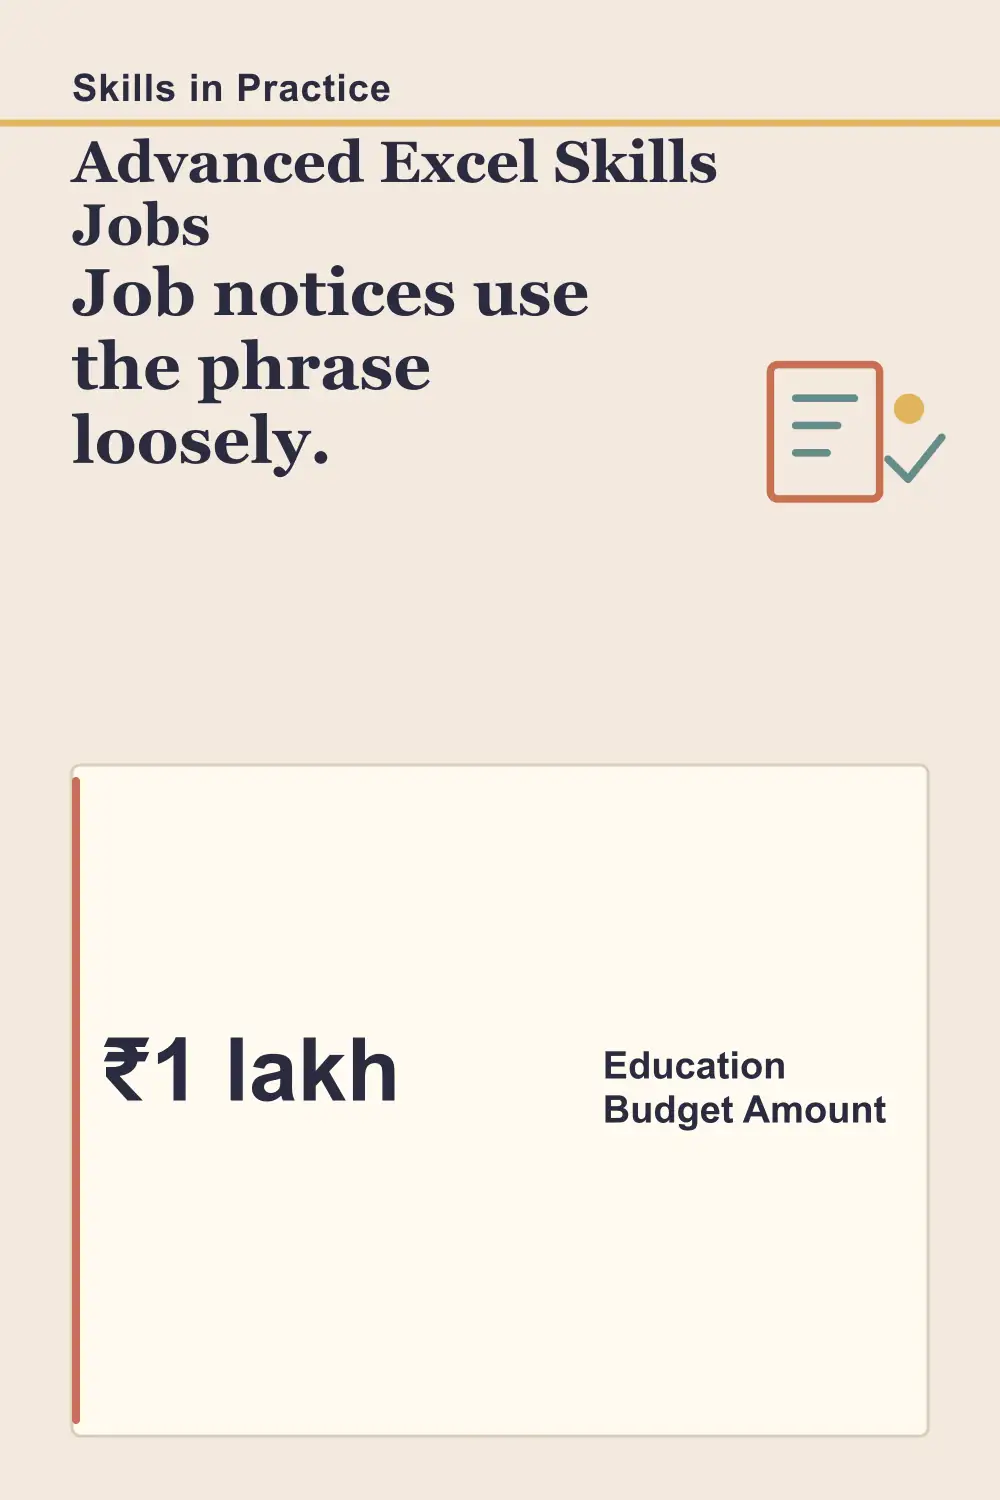 Skills in Practice
Advanced Excel Skills
Jobs
Job notices use
the phrase
loosely.
₹1 lakh
Education
Budget Amount